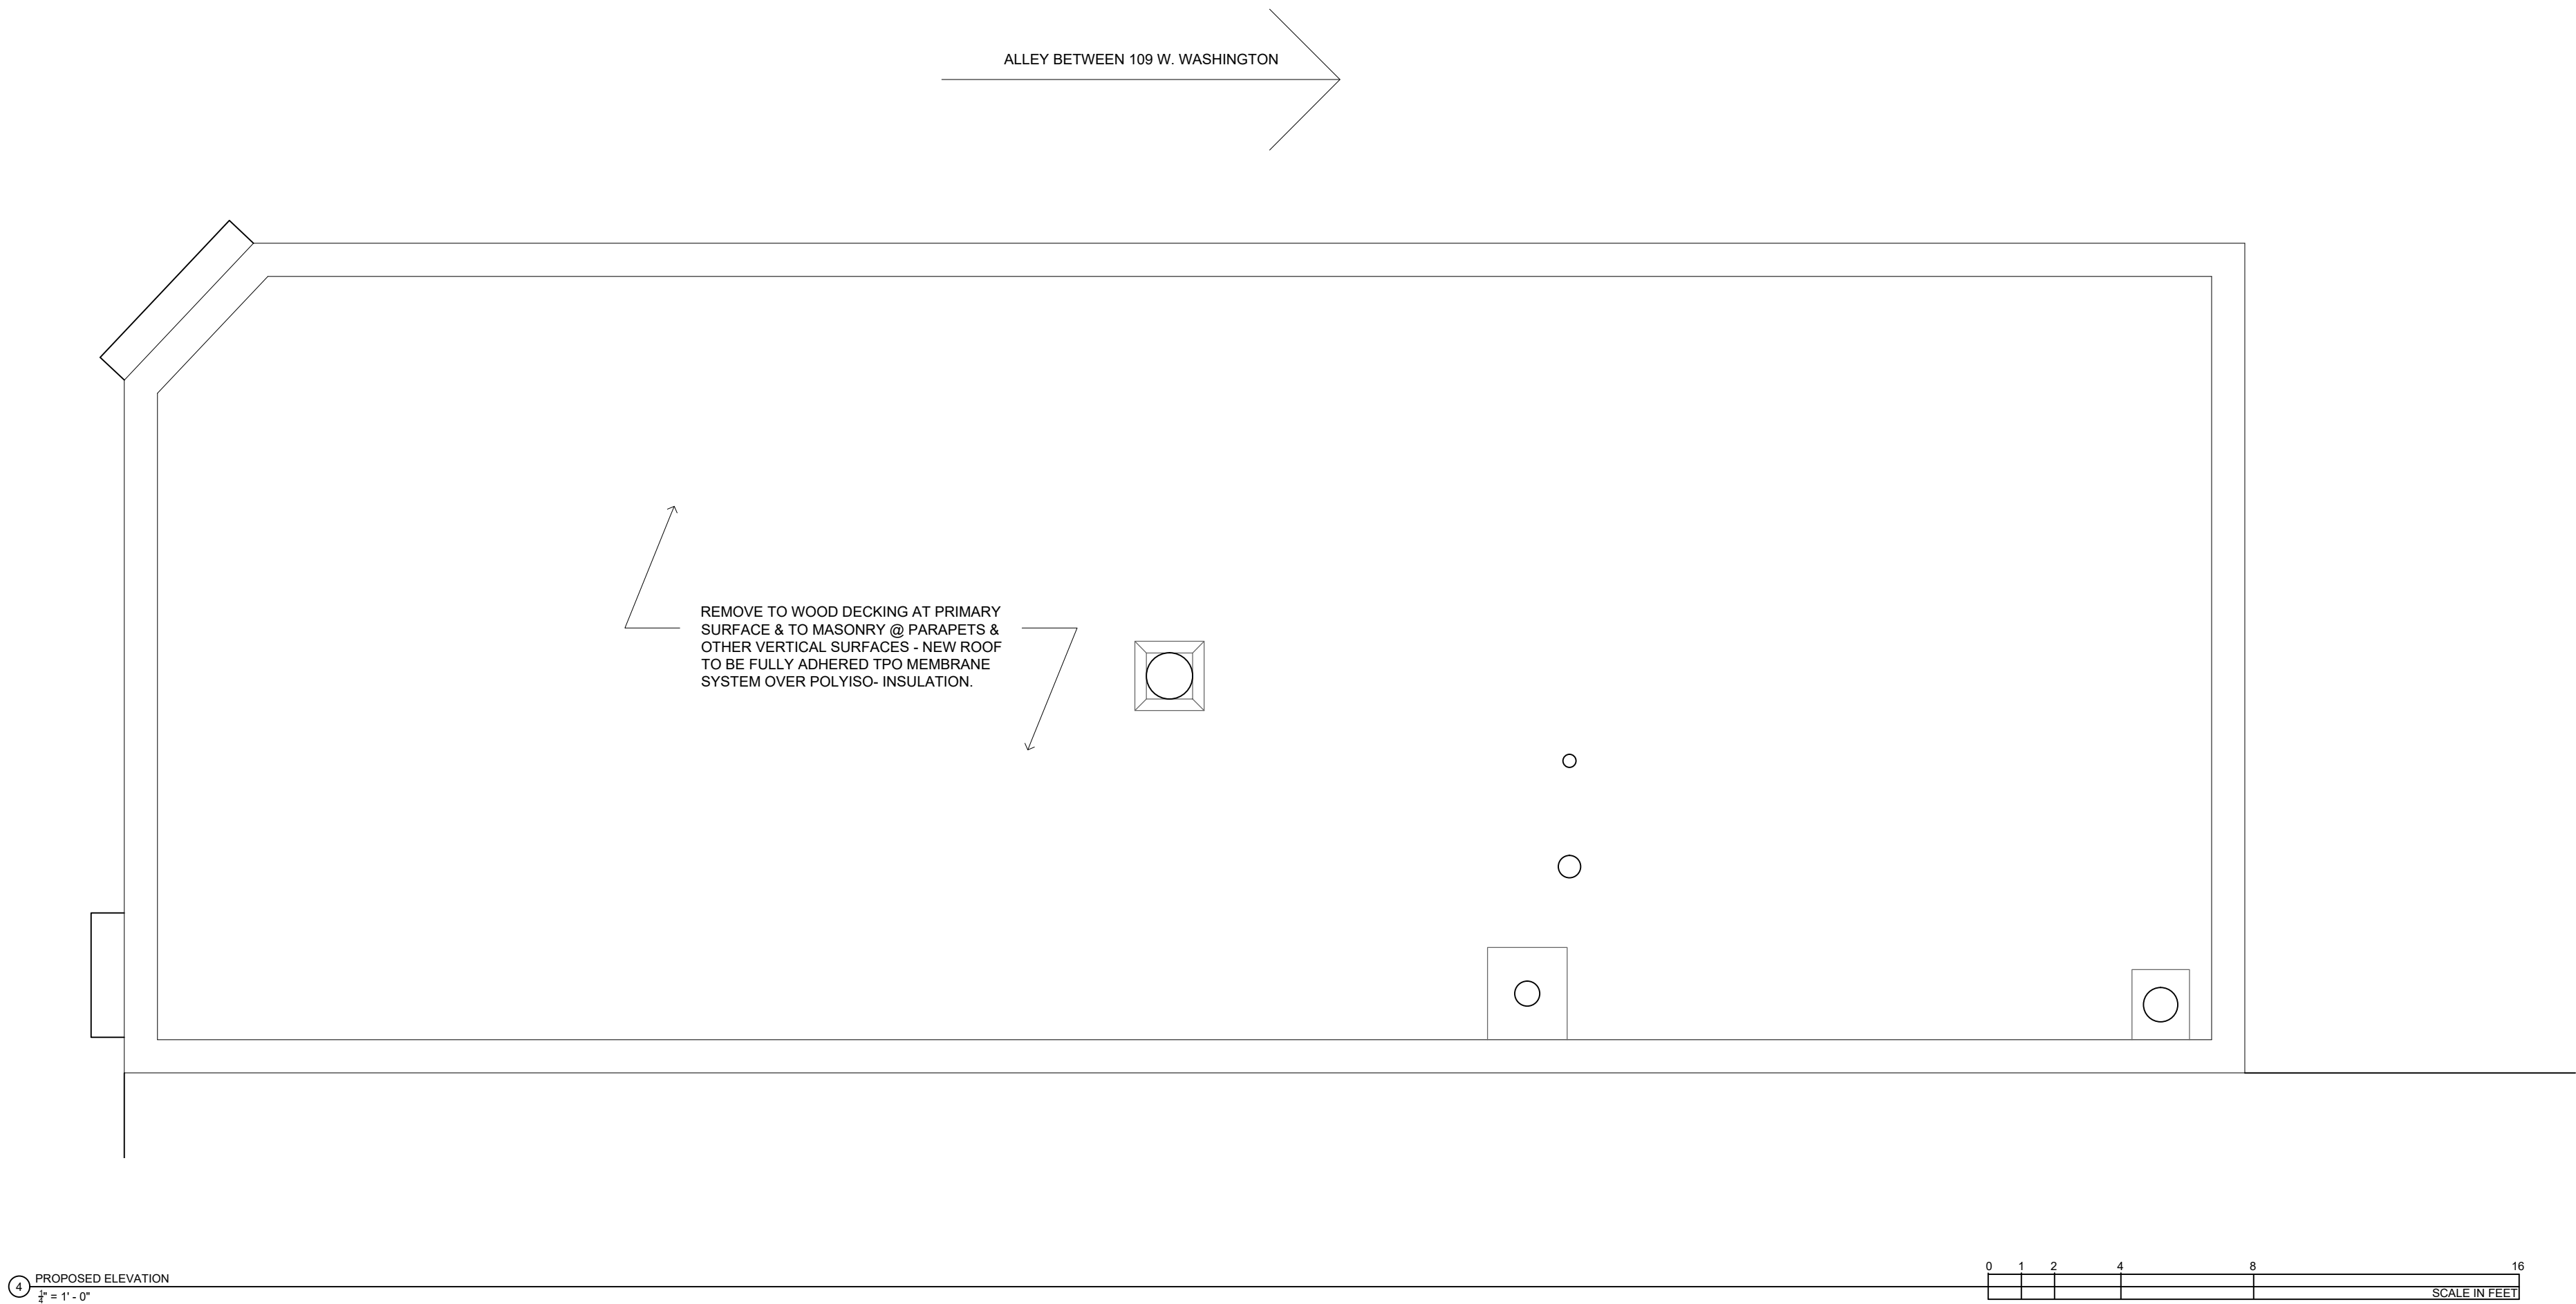 ALLEY BETWEEN 109 W. WASHINGTON
REMOVE TO WOOD DECKING AT PRIMARY
SURFACE & TO MASONRY @ PARAPETS &
OTHER VERTICAL SURFACES - NEW ROOF
TO BE FULLY ADHERED TPO MEMBRANE
SYSTEM OVER POLYISO- INSULATION.
0 1 2 4 8 16
SCALE IN FEET
4 PROPOSED ELEVATION
1/4" = 1' - 0"